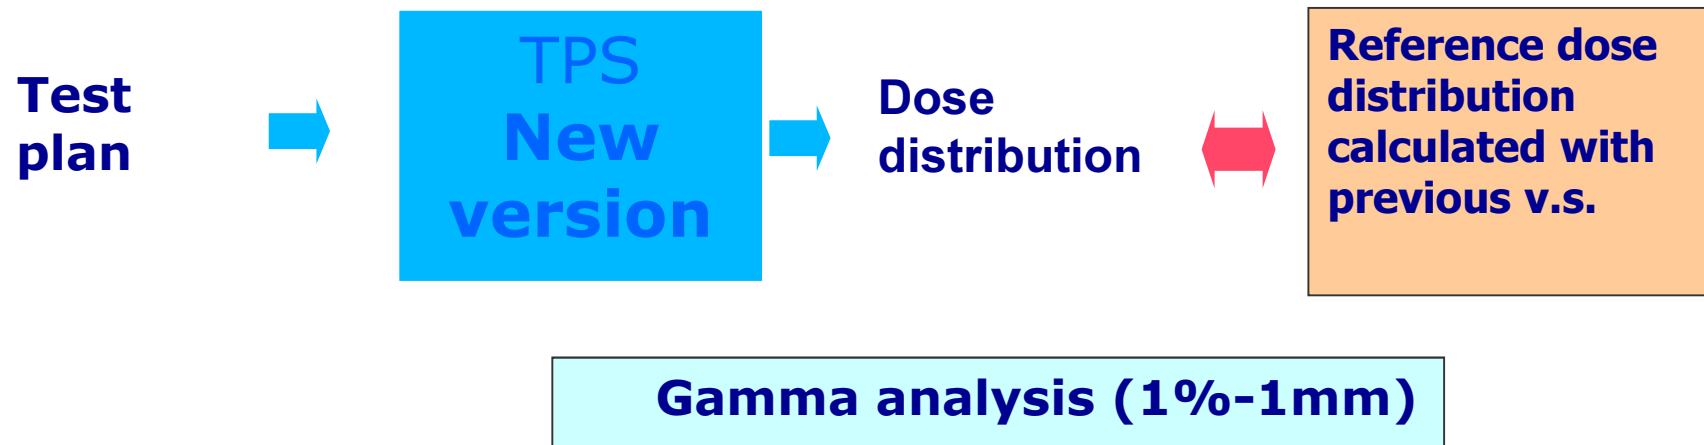 Test
plan
TPS
New
version
Dose
distribution
Reference dose
distribution
calculated with
previous v.s.
Gamma analysis (1%-1mm)